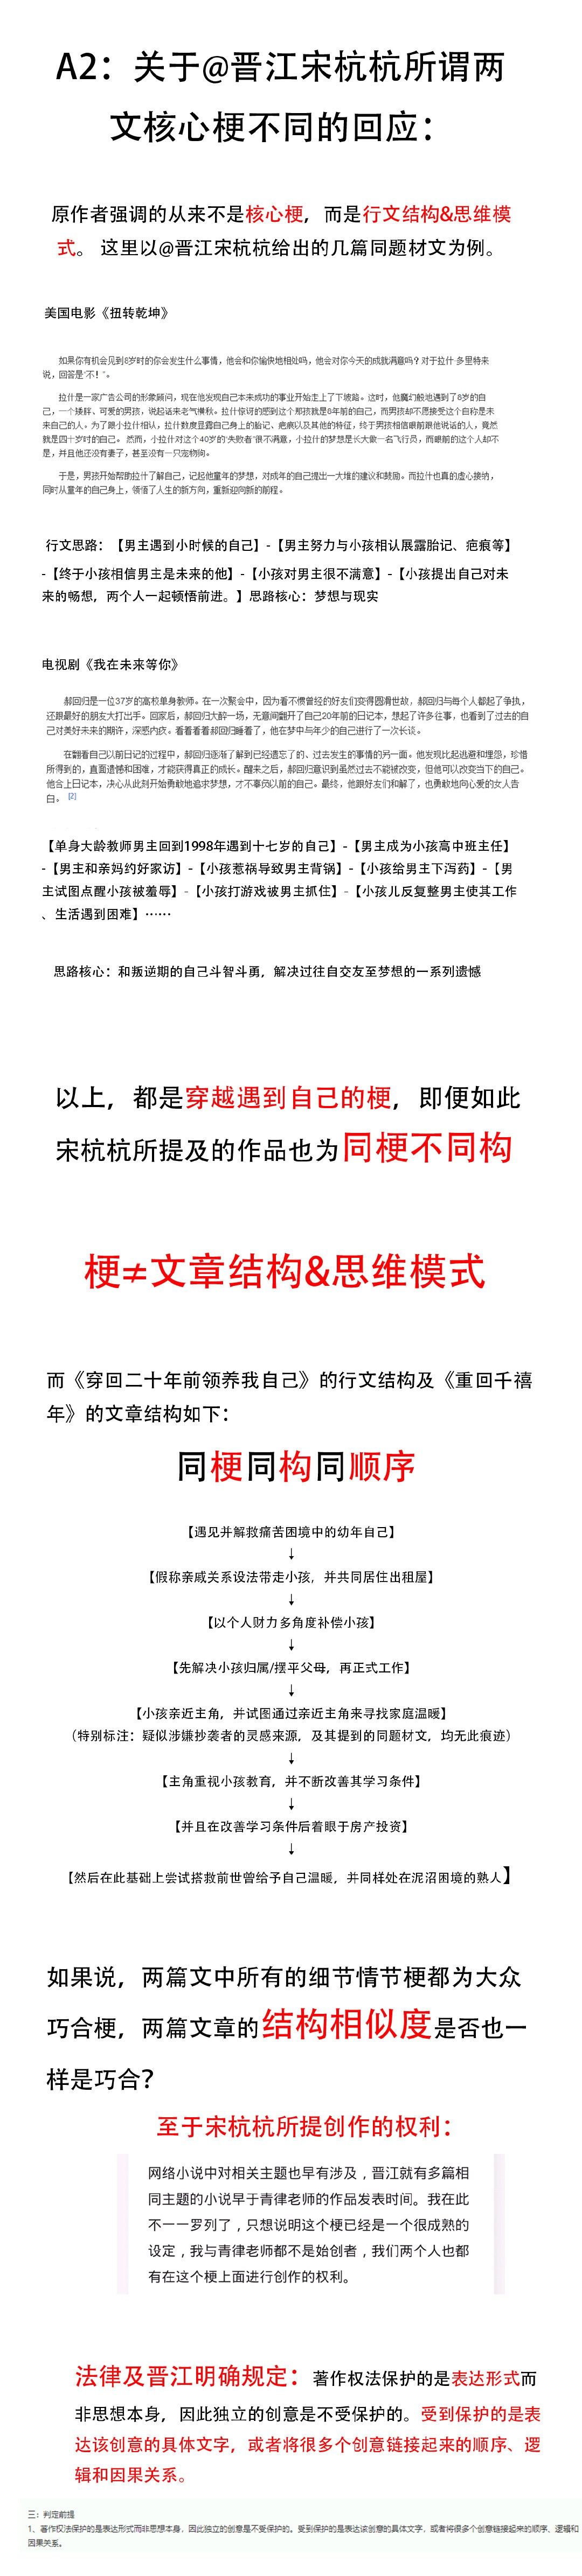 A2：关于@晋江宋杭杭所谓两
文核心梗不同的回应：
原作者强调的从来不是核心梗，而是行文结构&思维模
式。 这里以@晋江宋杭杭给出的几篇同题材文为例。
美国电影《扭转乾坤》
如果你有机会见到8岁时的你会发生什么事情，他会和你愉快地相处吗，他会对你今天的成就满意吗？对于拉什·多里特来
说，回答是“不！”。
拉什是一家广告公司的形象顾问，现在他发现自己本来成功的事业开始走上了下坡路。这时，他魔幻般地遇到了8岁的自
己，一个矮胖、可爱的男孩，说起话来老气横秋。拉什惊讶的感到这个那孩就是8年前的自己，而男孩却不愿接受这个自称是未
来自己的人。为了跟小拉什相认，拉什数度显露自己身上的胎记、疤痕以及其他的特征，终于男孩相信眼前跟他说话的人，竟然
就是四十岁时的自己。 然而，小拉什对这个40岁的“失败者”很不满意，小拉什的梦想是长大做一名飞行员，而眼前的这个人却不
是，并且他还没有妻子，甚至没有一只宠物狗。
于是，男孩开始帮助拉什了解自己，记起他童年的梦想，对成年的自己提出一大堆的建议和鼓励。而拉什也真的虚心接纳，
同时从童年的自己身上，领悟了人生的新方向，重新迎向新的前程。
行文思路：【男主遇到小时候的自己】-【男主努力与小孩相认展露胎记、疤痕等】
-【终于小孩相信男主是未来的他】-【小孩对男主很不满意】-【小孩提出自己对未
来的畅想，两个人一起顿悟前进。】思路核心：梦想与现实
电视剧《我在未来等你》
郝回归是一位37岁的高校单身教师。在一次聚会中，因为看不惯曾经的好友们变得圆滑世故，郝回归与每个人都起了争执，
还跟最好的朋友大打出手。回家后，郝回归大醉一场，无意间翻开了自己20年前的日记本，想起了许多往事，也看到了过去的自
己对美好未来的期许，深感内疚。看着看着郝回归睡着了，他在梦中与年少的自己进行了一次长谈。
在翻看自己以前日记的过程中，郝回归逐渐了解到已经遗忘了的、过去发生的事情的另一面。他发现比起逃避和埋怨，珍惜
所得到的，直面遗憾和困难，才能获得真正的成长。醒来之后，郝回归意识到虽然过去不能被改变，但他可以改变当下的自己。
他合上日记本，决心从此刻开始勇敢地追求梦想，才不辜负以前的自己。最终，他跟好友们和解了，也勇敢地向心爱的女人告
白。 [2]
【单身大龄教师男主回到1998年遇到十七岁的自己】-【男主成为小孩高中班主任】
-【男主和亲妈约好家访】-【小孩惹祸导致男主背锅】-【小孩给男主下泻药】-【男
主试图点醒小孩被羞辱】-【小孩打游戏被男主抓住】-【小孩儿反复整男主使其工作
、生活遇到困难】······
思路核心：和叛逆期的自己斗智斗勇，解决过往自交友至梦想的一系列遗憾
以上，都是穿越遇到自己的梗，即便如此
宋杭杭所提及的作品也为同梗不同构
梗≠文章结构&思维模式
而《穿回二十年前领养我自己》的行文结构及《重回千禧
年》的文章结构如下：
同梗同构同顺序
【遇见并解救痛苦困境中的幼年自己】
↓
【假称亲戚关系设法带走小孩，并共同居住出租屋】
↓
【以个人财力多角度补偿小孩】
↓
【先解决小孩归属/摆平父母，再正式工作】
↓
【小孩亲近主角，并试图通过亲近主角来寻找家庭温暖】
（特别标注：疑似涉嫌抄袭者的灵感来源，及其提到的同题材文，均无此痕迹）
↓
【主角重视小孩教育，并不断改善其学习条件】
↓
【并且在改善学习条件后着眼于房产投资】
↓
【然后在此基础上尝试搭救前世曾给予自己温暖，并同样处在泥沼困境的熟人】
如果说，两篇文中所有的细节情节梗都为大众
巧合梗，两篇文章的结构相似度是否也一
样是巧合？
至于宋杭杭所提创作的权利：
网络小说中对相关主题也早有涉及，晋江就有多篇相
同主题的小说早于青律老师的作品发表时间。我在此
不一一罗列了，只想说明这个梗已经是一个很成熟的
设定，我与青律老师都不是始创者，我们两个人也都
有在这个梗上面进行创作的权利。
法律及晋江明确规定：著作权法保护的是表达形式而
非思想本身，因此独立的创意是不受保护的。受到保护的是表
达该创意的具体文字，或者将很多个创意链接起来的顺序、逻
辑和因果关系。
三：判定前提
1、著作权法保护的是表达形式而非思想本身，因此独立的创意是不受保护的。受到保护的是表达该创意的具体文字，或者将很多个创意链接起来的顺序、逻辑和
因果关系。